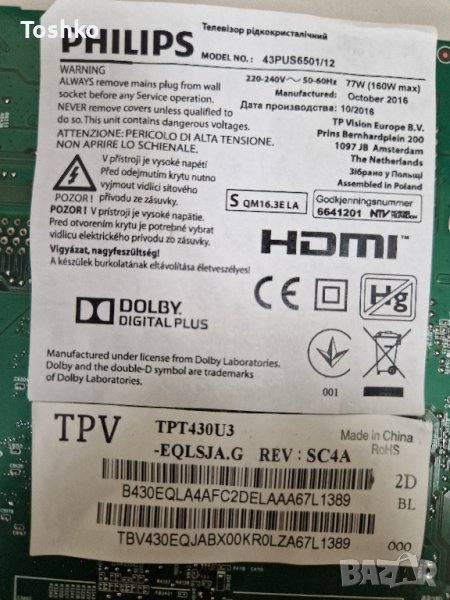 Toshko
Телевізор рідкокристалічний
PHILIPS
MODEL NO.: 43PUS6501/12
WARNING
ALWAYS remove mains plug from wall
socket before any Service operation.
NEVER remove covers unless qualified to
do so.This unit contains dangerous voltages.
ATTENZIONE: PERICOLO DI ALTA TENSIONE.
NON APRIRE LO SCHIENALE.
V přístroji je vysoké napětí
Před odejmutím krytu je nutné
vyjmout vidlici síťového
přívodu ze zásuvky.
POZOR!
POZOR ! V prístroji je vysoké napätie.
Pred otvorením krytu je potrebné vybrať
vidlicu elektrického prívodu zo zásuvky.
Vigyázat, nagyfeszültség!
A készülek burkolatának eltávolítása életveszélyes!
220-240V ~ 50-60Hz 77W (160W max)
Manufactured: October 2016
Дата производства: 10/2016
TP Vision Europe B.V.
Prins Bernhardplein 200
1097 JB Amsterdam
The Netherlands
Зібрано у Польщі
Assembled in Poland
S QM16.3E LA
Godkjenningsnummer
6641201
HDMI™
CE
Hg
DOLBY
DIGITAL PLUS
Manufactured under license from Dolby Laboratories.
Dolby and the double-D symbol are trademarks
of Dolby Laboratories.
001
TPV
TPT430U3
-EQLSJA.G REV : SC4A
Made in China
RoHS
2D
BL
B430EQLA4AFC2DELAAA67L1389
TBV430EQJABX00KR0LZA67L1389
000
BAZAR